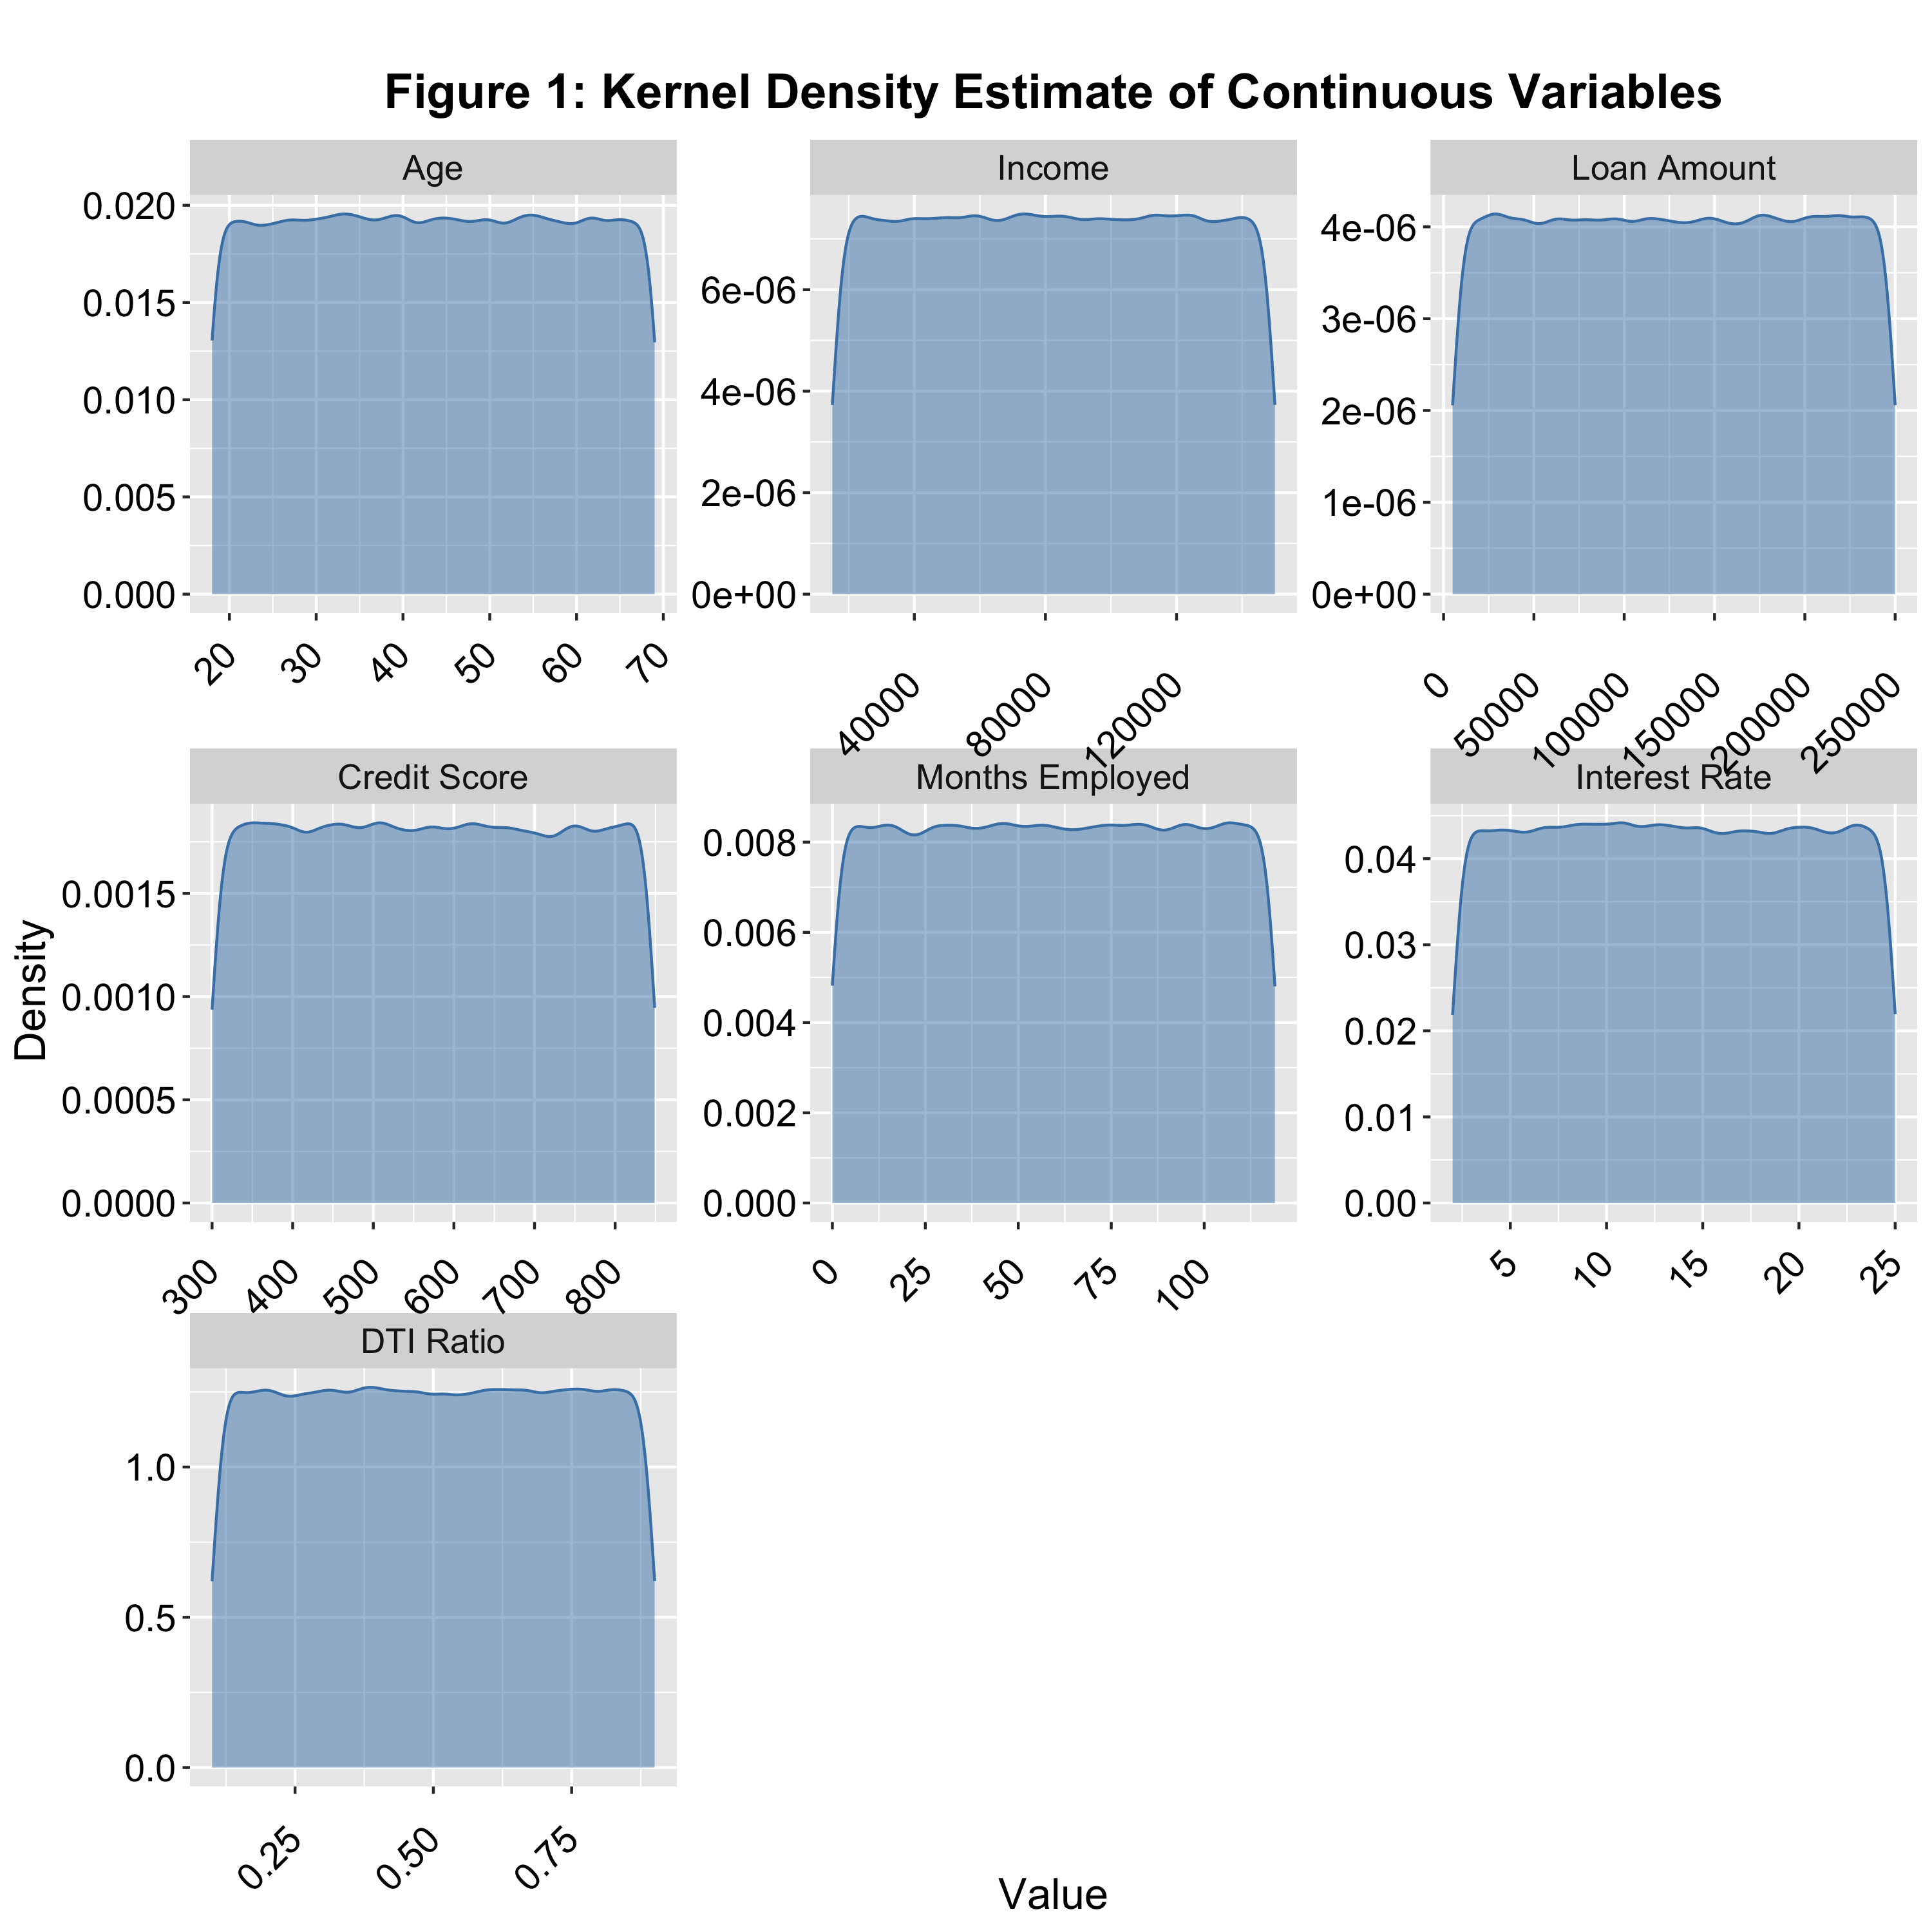 Figure 1: Kernel Density Estimate of Continuous Variables
Age
Income
Loan Amount
0.020
0.015
0.010
0.005
0.000
6e-06
4e-06
2e-06
0e+00
4e-06
3e-06
2e-06
1e-06
0e+00
20 30 40 50 60 70
40000 80000 120000
0 50000 100000 150000 200000 250000
Credit Score
Months Employed
Interest Rate
Density
0.0015
0.0010
0.0005
0.0000
0.008
0.006
0.004
0.002
0.000
0.04
0.03
0.02
0.01
0.00
300 400 500 600 700 800
0 25 50 75 100
5 10 15 20 25
DTI Ratio
1.0
0.5
0.0
0.25 0.50 0.75
Value